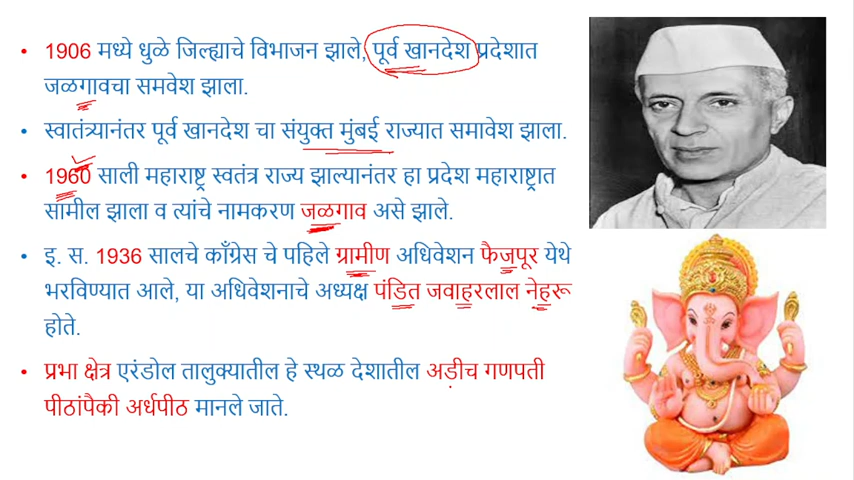 1906 मध्ये धुळे जिल्ह्याचे विभाजन झाले, पूर्व खानदेश प्रदेशात
जळगावचा समवेश झाला.
स्वातंत्र्यानंतर पूर्व खानदेश चा संयुक्त मुंबई राज्यात समावेश झाला.
1960 साली महाराष्ट्र स्वतंत्र राज्य झाल्यानंतर हा प्रदेश महाराष्ट्रात
सामील झाला व त्यांचे नामकरण जळगाव असे झाले.
इ. स. 1936 सालचे काँग्रेस चे पहिले ग्रामीण अधिवेशन फैजपूर येथे
भरविण्यात आले, या अधिवेशनाचे अध्यक्ष पंडित जवाहरलाल नेहरू
होते.
प्रभा क्षेत्र एरंडोल तालुक्यातील हे स्थळ देशातील अडीच गणपती
पीठांपैकी अर्धपीठ मानले जाते.